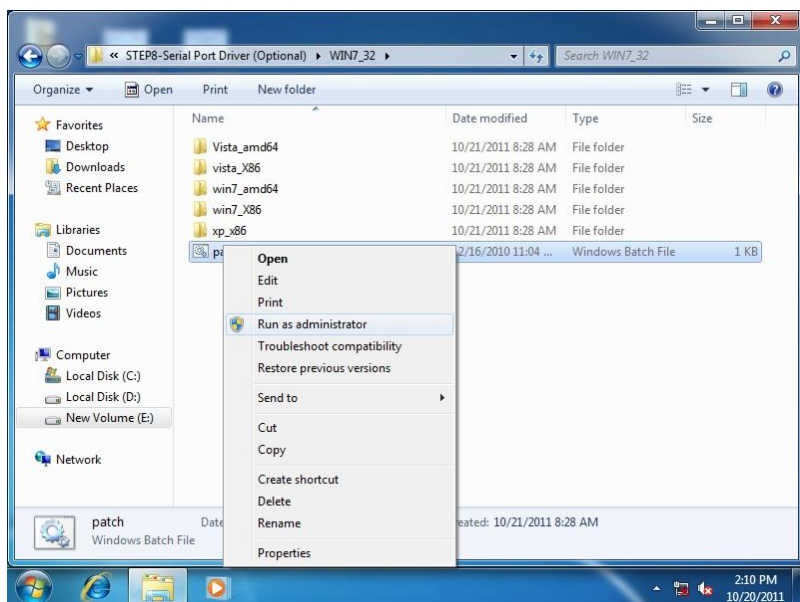 « STEP8-Serial Port Driver (Optional) ▸ WIN7_32 ▸ Search WIN7_32
Organize Open Print New folder
Name Date modified Type Size
Favorites
Desktop
Downloads
Recent Places
Libraries
Documents
Music
Pictures
Videos
Computer
Local Disk (C:)
Local Disk (D:)
New Volume (E:)
Network
Vista_amd64 10/21/2011 8:28 AM File folder
vista_X86 10/21/2011 8:28 AM File folder
win7_amd64 10/21/2011 8:28 AM File folder
win7_X86 10/21/2011 8:28 AM File folder
xp_x86 10/21/2011 8:28 AM File folder
2/16/2010 11:04 ... Windows Batch File 1 KB
Open
Edit
Print
Run as administrator
Troubleshoot compatibility
Restore previous versions
Send to
Cut
Copy
Create shortcut
Delete
Rename
Properties
patch Date eated: 10/21/2011 8:28 AM
Windows Batch File
2:10 PM
10/20/2011